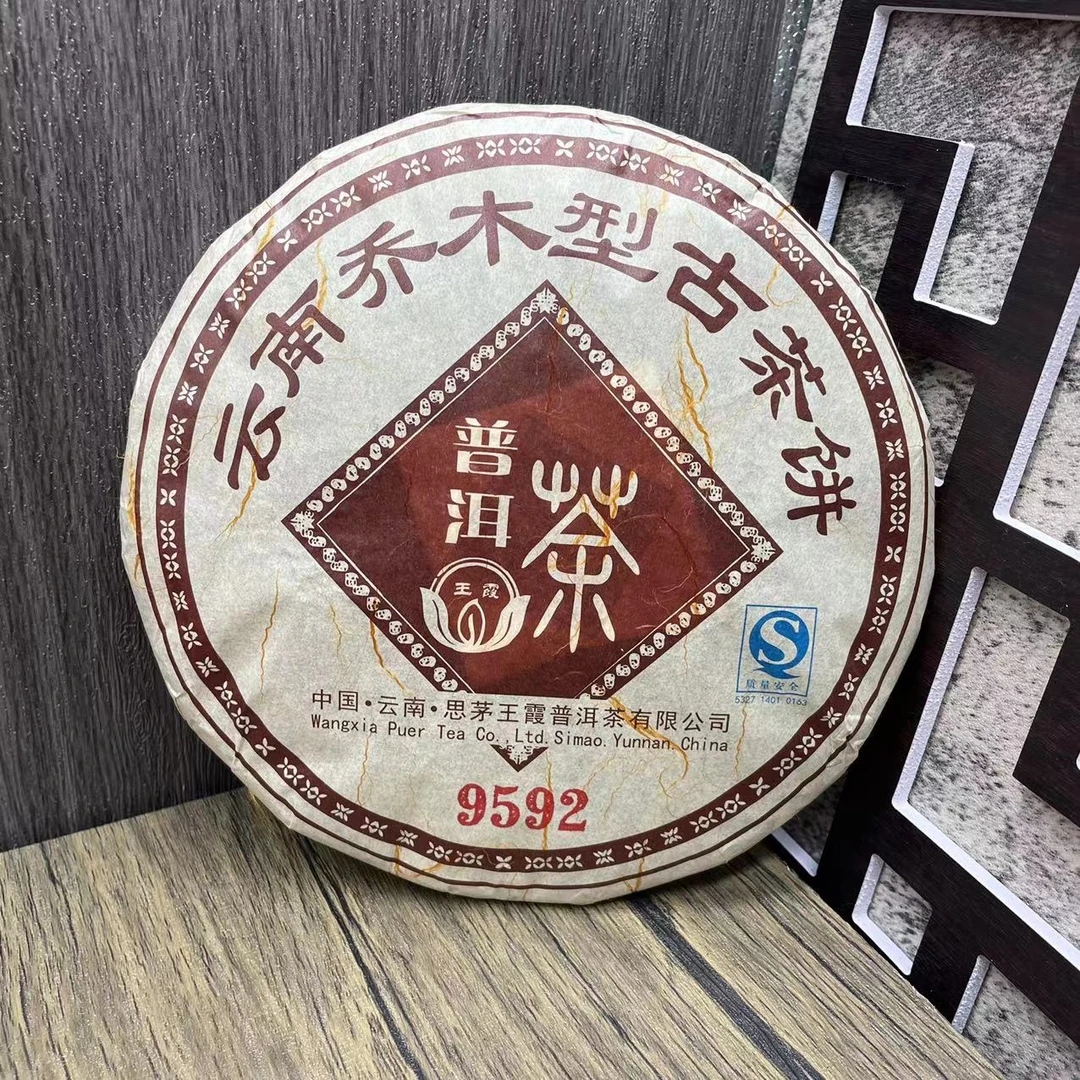 云南乔木型古茶饼
普洱
茶
王霞
S
质量安全
5327 1401 0163
中国·云南·思茅王霞普洱茶有限公司
Wangxia Puer Tea Co.,Ltd.Simao.Yunnan.China
9592